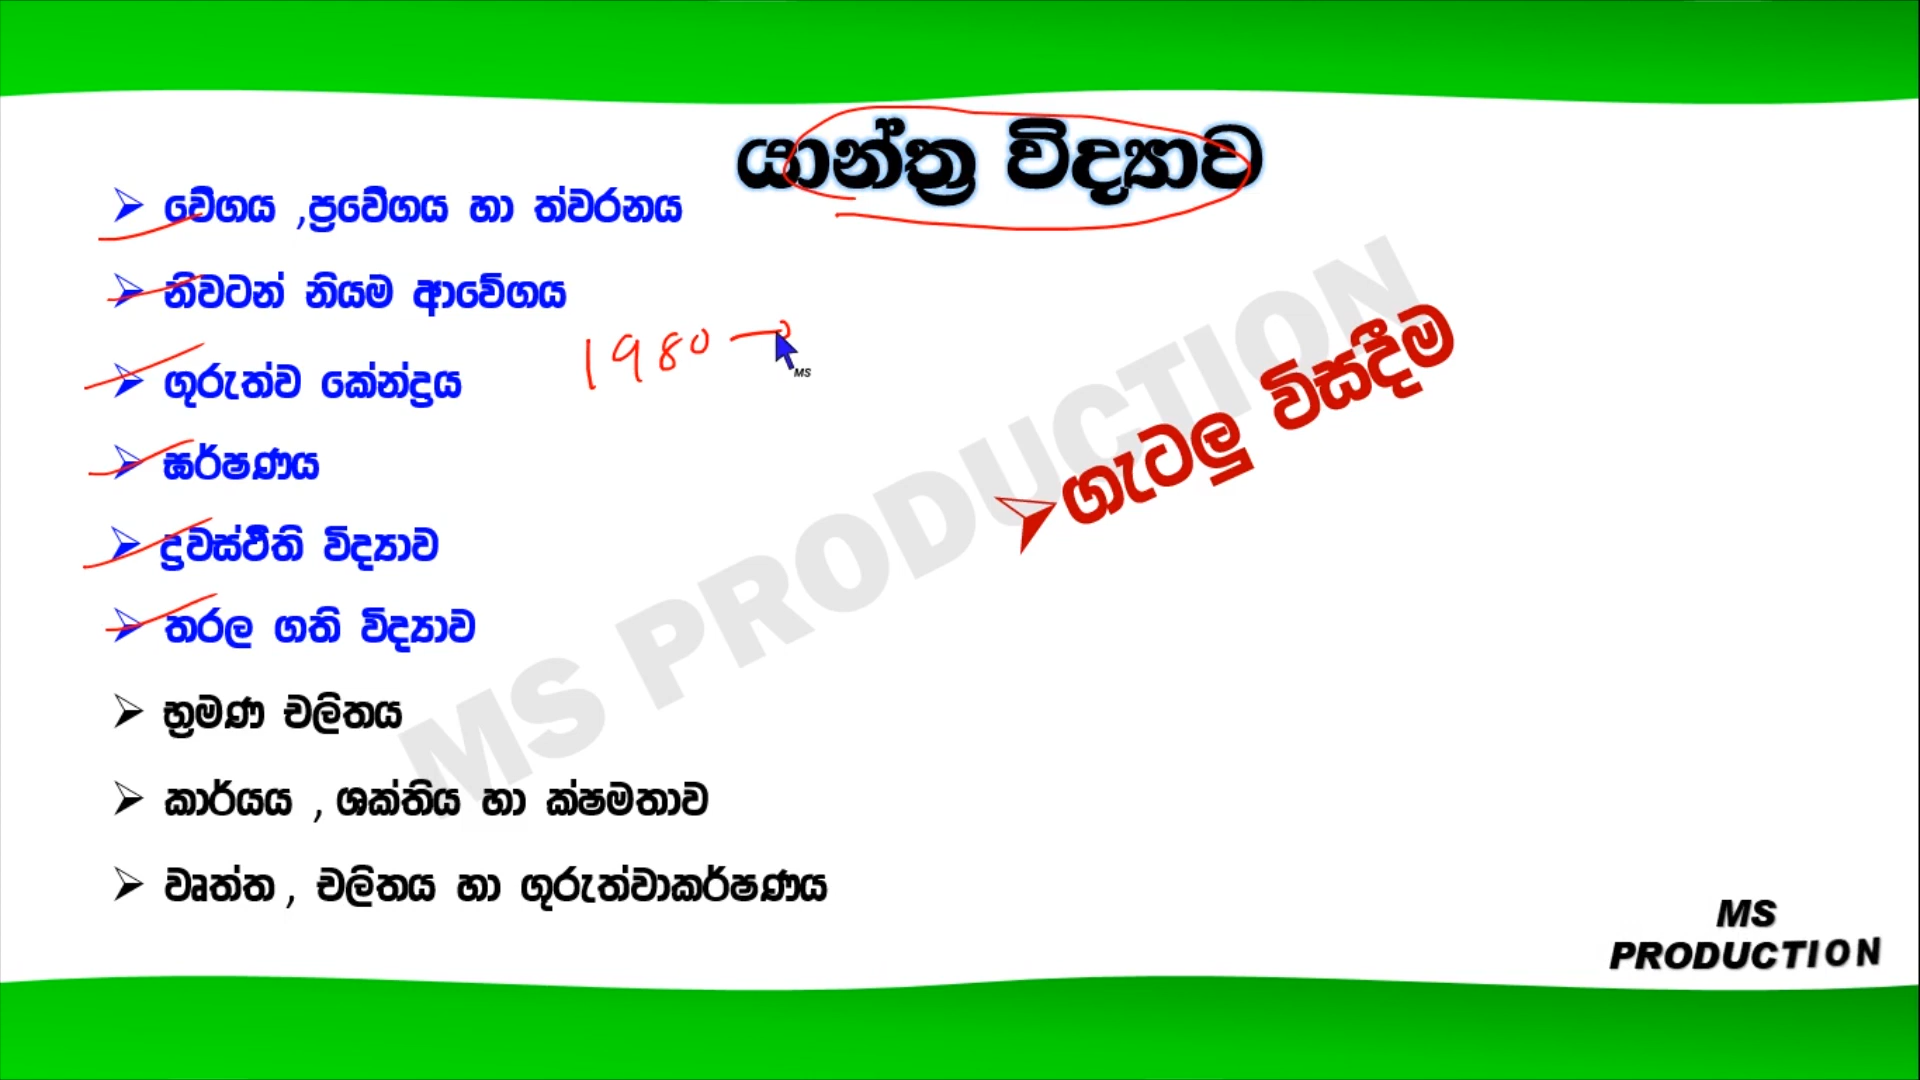 යාන්ත්‍ර විද්‍යාව
වේගය ,ප්‍රවේගය හා ත්වරනය
නිවටන් නියම ආවේගය
1980 –
ගුරුත්ව කේන්ද්‍රය
ඝර්ෂණය
ද්‍රවස්ථිති විද්‍යාව
තරල ගති විද්‍යාව
භ්‍රමණ චලිතය
කාර්යය , ශක්තිය හා ක්ෂමතාව
වෘත්ත , චලිතය හා ගුරුත්වාකර්ෂණය
ගැටලු විසදීම
MS PRODUCTION
MS
MS
PRODUCTION